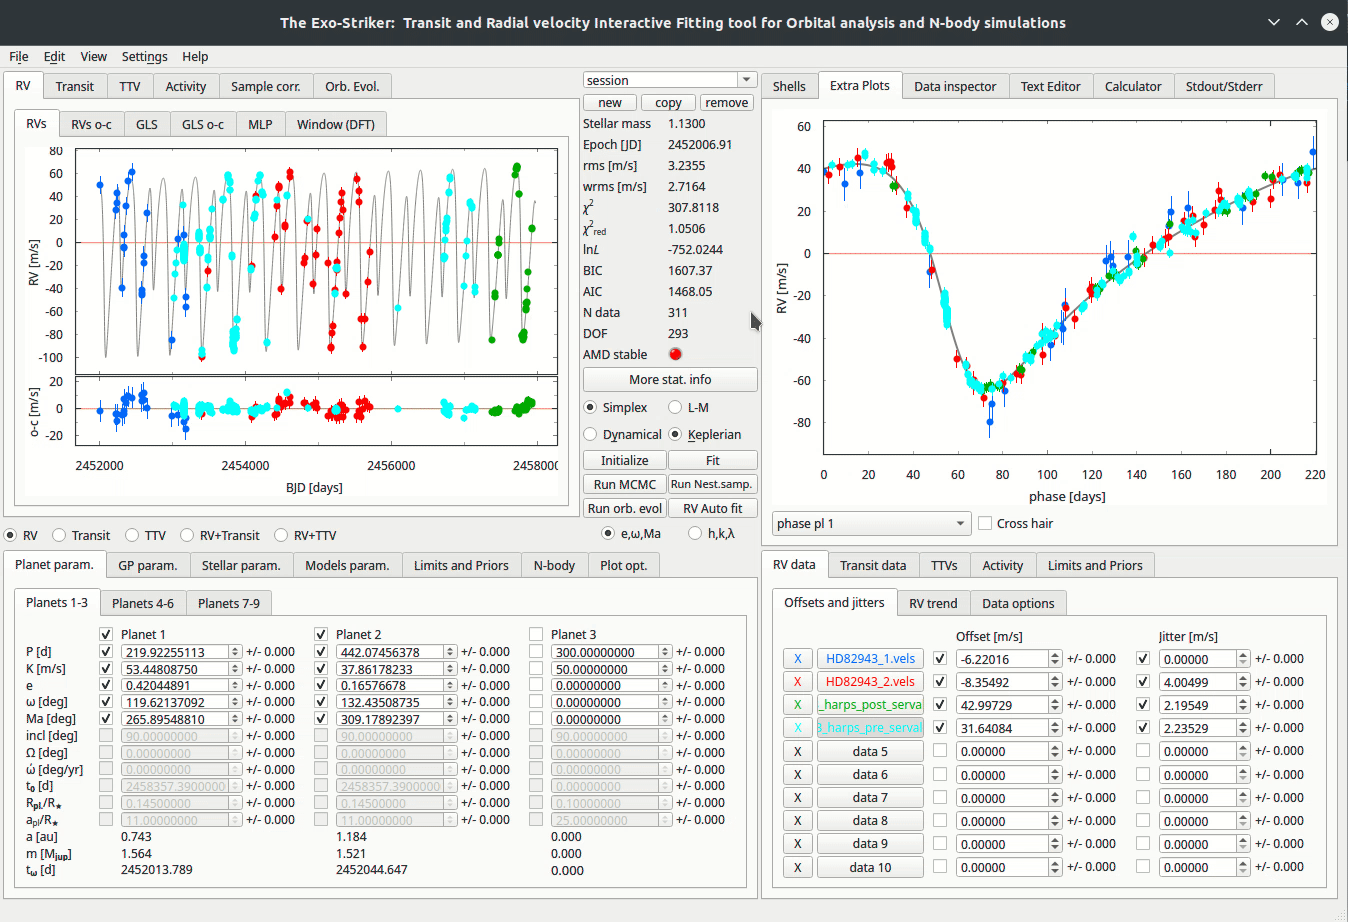 The Exo-Striker: Transit and Radial velocity Interactive Fitting tool for Orbital analysis and N-body simulations
File Edit View Settings Help
RV Transit TTV Activity Sample corr. Orb. Evol.
RVs RVs o-c GLS GLS o-c MLP Window (DFT)
80
60
40
20
0
-20
-40
-60
-80
-100
RV [m/s]
20
0
-20
o-c [m/s]
2452000 2454000 2456000 2458000
BJD [days]
session
new copy remove
Stellar mass 1.1300
Epoch [JD] 2452006.91
rms [m/s] 3.2355
wrms [m/s] 2.7164
χ² 307.8118
χ²red 1.0506
lnL -752.0244
BIC 1607.37
AIC 1468.05
N data 311
DOF 293
AMD stable
More stat. info
Simplex L-M
Dynamical Keplerian
Initialize Fit
Run MCMC Run Nest.samp.
Run orb. evol RV Auto fit
e,ω,Ma h,k,λ
Shells Extra Plots Data inspector Text Editor Calculator Stdout/Stderr
60
40
20
0
-20
-40
-60
-80
RV [m/s]
0 20 40 60 80 100 120 140 160 180 200 220
phase [days]
phase pl 1 Cross hair
RV Transit TTV RV+Transit RV+TTV
Planet param. GP param. Stellar param. Models param. Limits and Priors N-body Plot opt.
Planets 1-3 Planets 4-6 Planets 7-9
Planet 1 Planet 2 Planet 3
P [d] 219.92255113 +/- 0.000 442.07456378 +/- 0.000 300.00000000 +/- 0.000
K [m/s] 53.44808750 +/- 0.000 37.86178233 +/- 0.000 50.00000000 +/- 0.000
e 0.42044891 +/- 0.000 0.16576678 +/- 0.000 0.00000000 +/- 0.000
ω [deg] 119.62137092 +/- 0.000 132.43508735 +/- 0.000 0.00000000 +/- 0.000
Ma [deg] 265.89548810 +/- 0.000 309.17892397 +/- 0.000 0.00000000 +/- 0.000
incl [deg] 90.00000000 +/- 0.000 90.00000000 +/- 0.000 90.00000000 +/- 0.000
Ω [deg] 0.00000000 +/- 0.000 0.00000000 +/- 0.000 0.00000000 +/- 0.000
ω̇ [deg/yr] 0.00000000 +/- 0.000 0.00000000 +/- 0.000 0.00000000 +/- 0.000
t₀ [d] 2458357.3900000 +/- 0.000 2458357.3900000 +/- 0.000 0.00000000 +/- 0.000
Rpl./R★ 0.14500000 +/- 0.000 0.14500000 +/- 0.000 0.10000000 +/- 0.000
apl/R★ 11.00000000 +/- 0.000 11.00000000 +/- 0.000 25.00000000 +/- 0.000
a [au] 0.743 1.184 0.000
m [Mjup] 1.564 1.521 0.000
tω [d] 2452013.789 2452044.647 0.000
RV data Transit data TTVs Activity Limits and Priors
Offsets and jitters RV trend Data options
Offset [m/s] Jitter [m/s]
X HD82943_1.vels -6.22016 +/- 0.000 0.00000 +/- 0.000
X HD82943_2.vels -8.35492 +/- 0.000 4.00499 +/- 0.000
X _harps_post_serva 42.99729 +/- 0.000 2.19549 +/- 0.000
X 3_harps_pre_serval 31.64084 +/- 0.000 2.23529 +/- 0.000
X data 5 0.00000 +/- 0.000 0.00000 +/- 0.000
X data 6 0.00000 +/- 0.000 0.00000 +/- 0.000
X data 7 0.00000 +/- 0.000 0.00000 +/- 0.000
X data 8 0.00000 +/- 0.000 0.00000 +/- 0.000
X data 9 0.00000 +/- 0.000 0.00000 +/- 0.000
X data 10 0.00000 +/- 0.000 0.00000 +/- 0.000